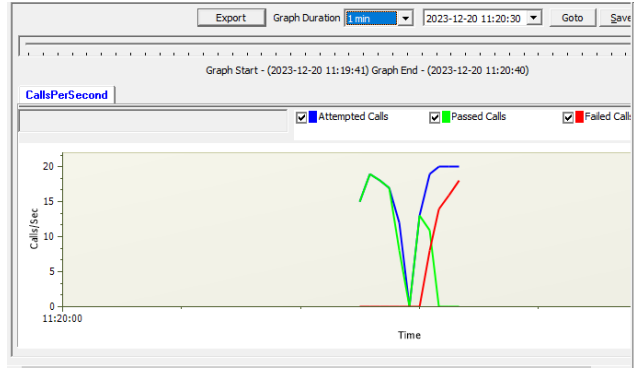 Export Graph Duration 1 min 2023-12-20 11:20:30 Goto Save
Graph Start - (2023-12-20 11:19:41) Graph End - (2023-12-20 11:20:40)
CallsPerSecond
Attempted Calls Passed Calls Failed Calls
20
15
10
5
0
Calls/Sec
11:20:00
Time